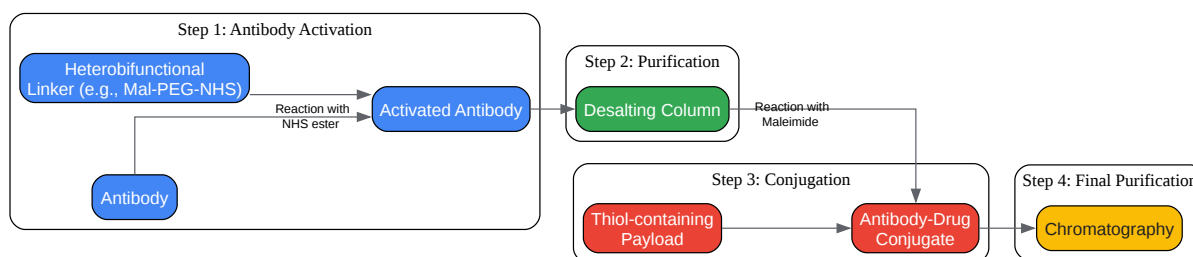 Step 1: Antibody Activation
Heterobifunctional
Linker (e.g., Mal-PEG-NHS)
Reaction with
NHS ester
Activated Antibody
Antibody
Step 2: Purification
Desalting Column
Reaction with
Maleimide
Step 3: Conjugation
Thiol-containing
Payload
Antibody-Drug
Conjugate
Step 4: Final Purification
Chromatography